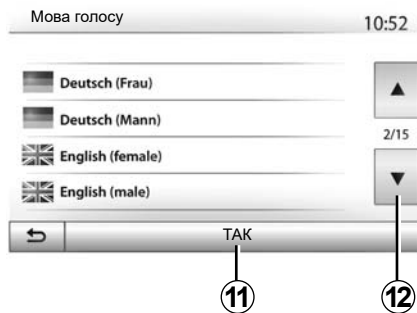 Мова голосу 10:52
Deutsch (Frau)
Deutsch (Mann)
2/15
English (female)
English (male)
ТАК
11 12